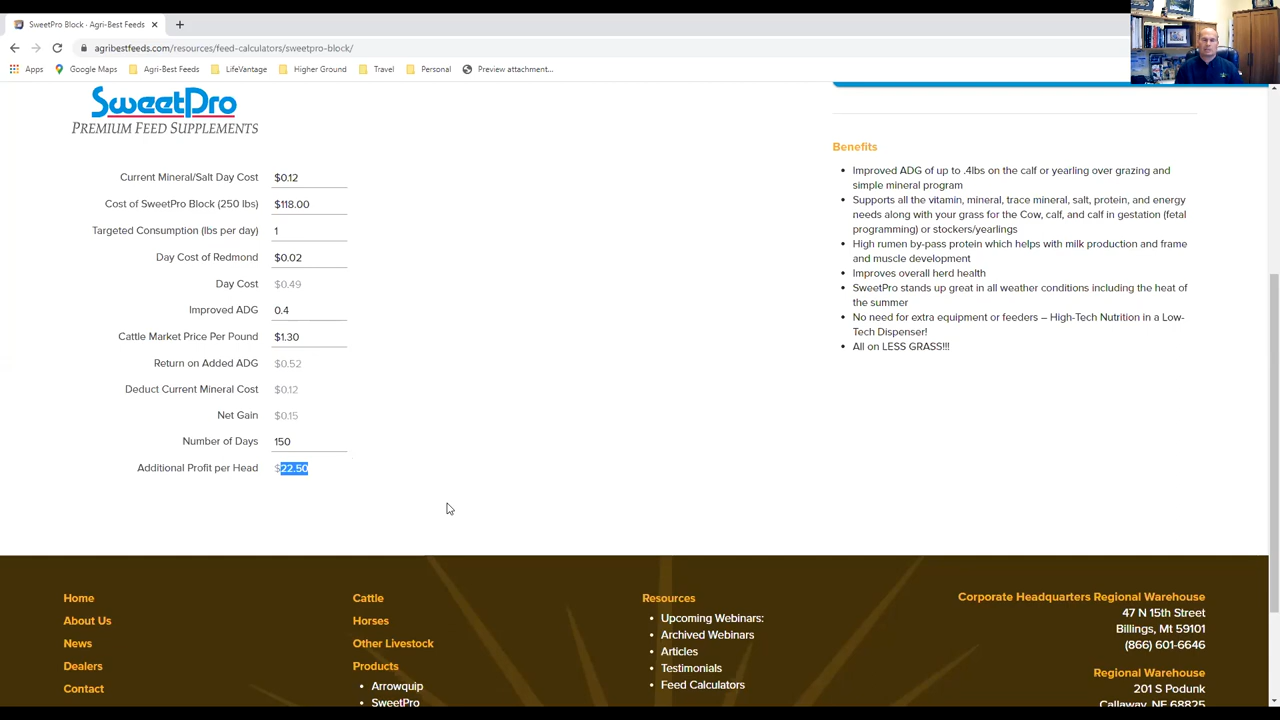 SweetPro Block - Agri-Best Feeds
agribestfeeds.com/resources/feed-calculators/sweetpro-block/
Apps
Google Maps
Agri-Best Feeds
LifeVantage
Higher Ground
Travel
Personal
Preview attachment...
SweetPro
PREMIUM FEED SUPPLEMENTS
Current Mineral/Salt Day Cost $0.12
Cost of SweetPro Block (250 lbs) $118.00
Targeted Consumption (lbs per day) 1
Day Cost of Redmond $0.02
Day Cost $0.49
Improved ADG 0.4
Cattle Market Price Per Pound $1.30
Return on Added ADG $0.52
Deduct Current Mineral Cost $0.12
Net Gain $0.15
Number of Days 150
Additional Profit per Head $22.50
Benefits
• Improved ADG of up to .4lbs on the calf or yearling over grazing and
simple mineral program
• Supports all the vitamin, mineral, trace mineral, salt, protein, and energy
needs along with your grass for the Cow, calf, and calf in gestation (fetal
programming) or stockers/yearlings
• High rumen by-pass protein which helps with milk production and frame
and muscle development
• Improves overall herd health
• SweetPro stands up great in all weather conditions including the heat of
the summer
• No need for extra equipment or feeders – High-Tech Nutrition in a Low-
Tech Dispenser!
• All on LESS GRASS!!!
Home
About Us
News
Dealers
Contact
Cattle
Horses
Other Livestock
Products
• Arrowquip
• SweetPro
Resources
• Upcoming Webinars:
• Archived Webinars
• Articles
• Testimonials
• Feed Calculators
Corporate Headquarters Regional Warehouse
47 N 15th Street
Billings, Mt 59101
(866) 601-6646
Regional Warehouse
201 S Podunk
Callaway, NE 68825